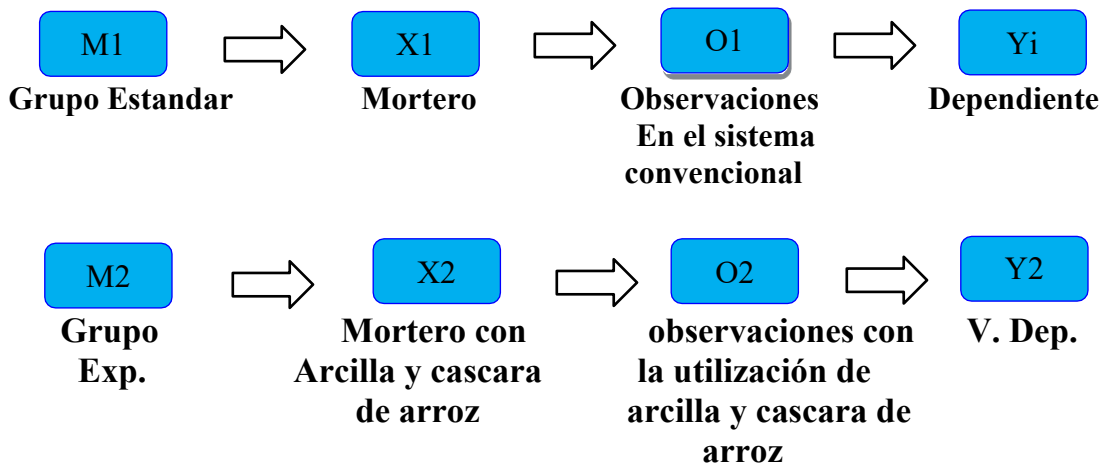 M1 X1 O1 Yi
Grupo Estandar Mortero Observaciones Dependiente
En el sistema
convencional
M2 X2 O2 Y2
Grupo Mortero con observaciones con V. Dep.
Exp. Arcilla y cascara la utilización de
de arroz arcilla y cascara de
arroz